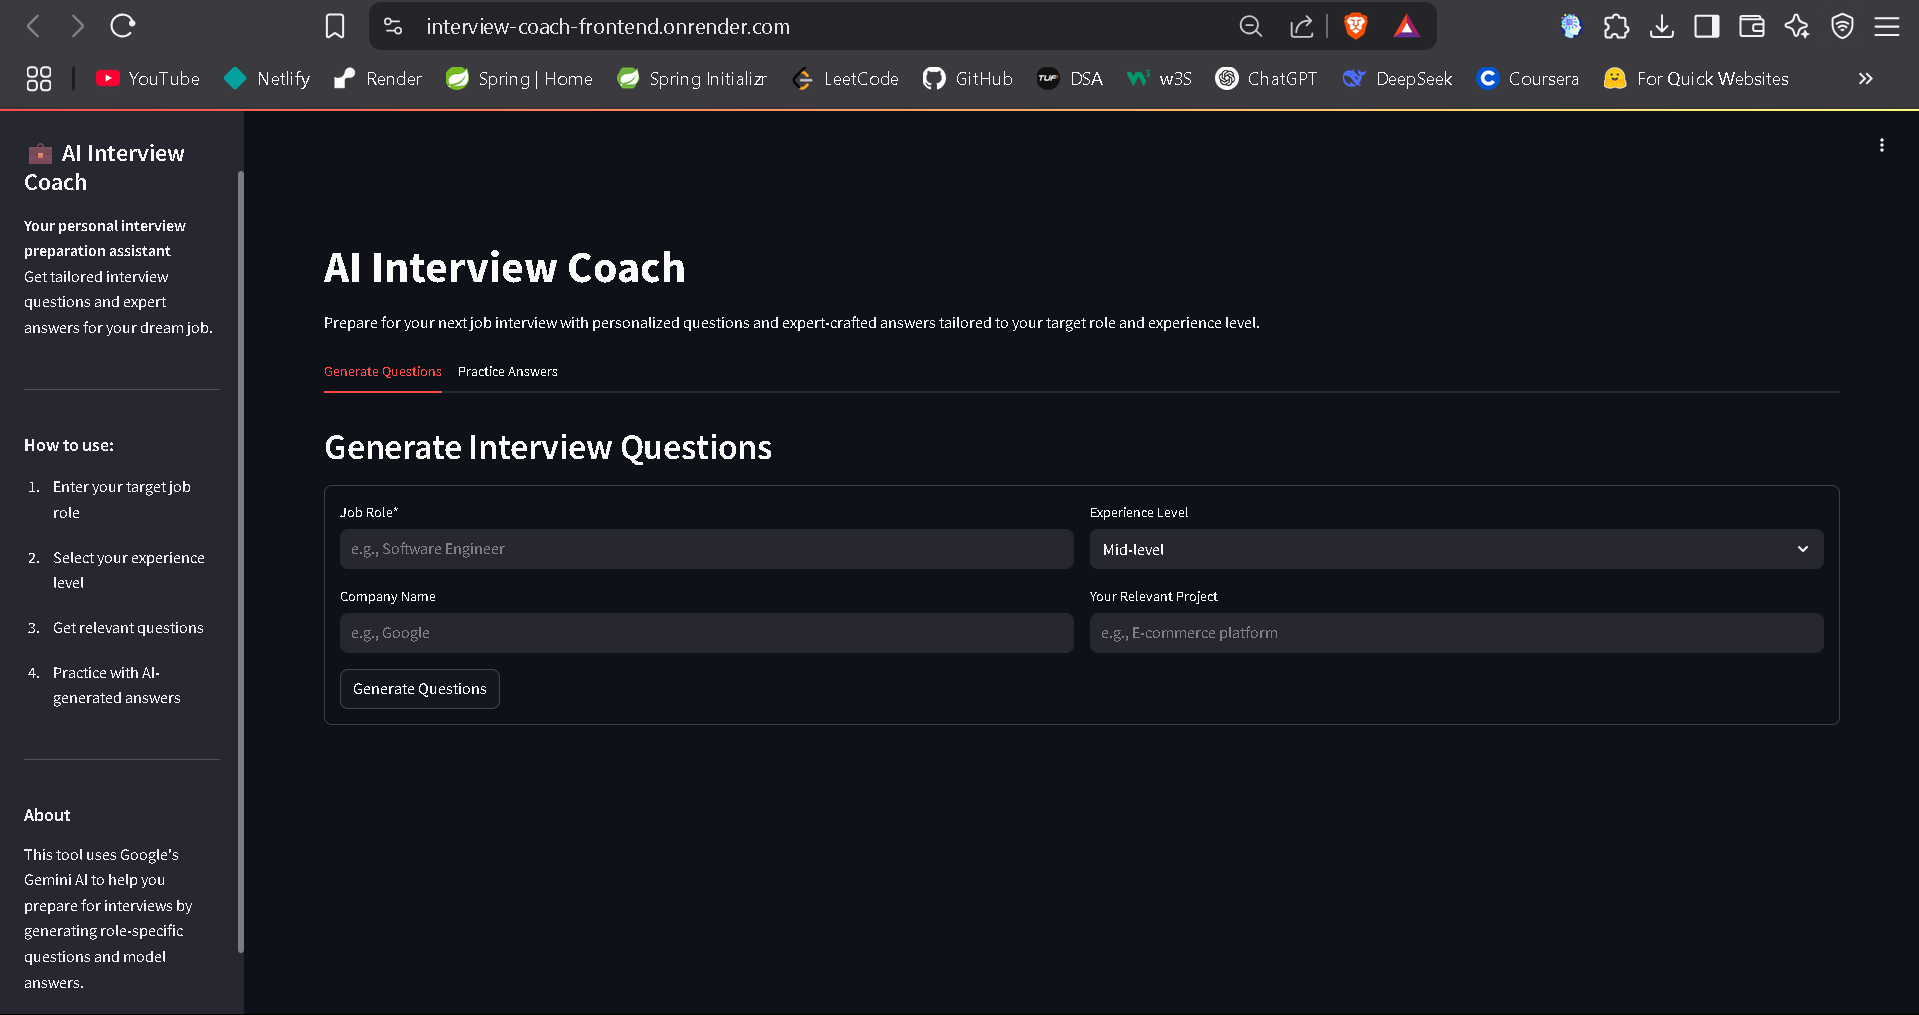 interview-coach-frontend.onrender.com
YouTube Netlify Render Spring | Home Spring Initializr LeetCode GitHub TUF DSA W3 w3S ChatGPT DeepSeek C Coursera For Quick Websites »
AI Interview
Coach
Your personal interview
preparation assistant
Get tailored interview
questions and expert
answers for your dream job.
How to use:
1. Enter your target job
role
2. Select your experience
level
3. Get relevant questions
4. Practice with AI-
generated answers
About
This tool uses Google's
Gemini AI to help you
prepare for interviews by
generating role-specific
questions and model
answers.
AI Interview Coach
Prepare for your next job interview with personalized questions and expert-crafted answers tailored to your target role and experience level.
Generate Questions Practice Answers
Generate Interview Questions
Job Role* Experience Level
e.g., Software Engineer Mid-level
Company Name Your Relevant Project
e.g., Google e.g., E-commerce platform
Generate Questions